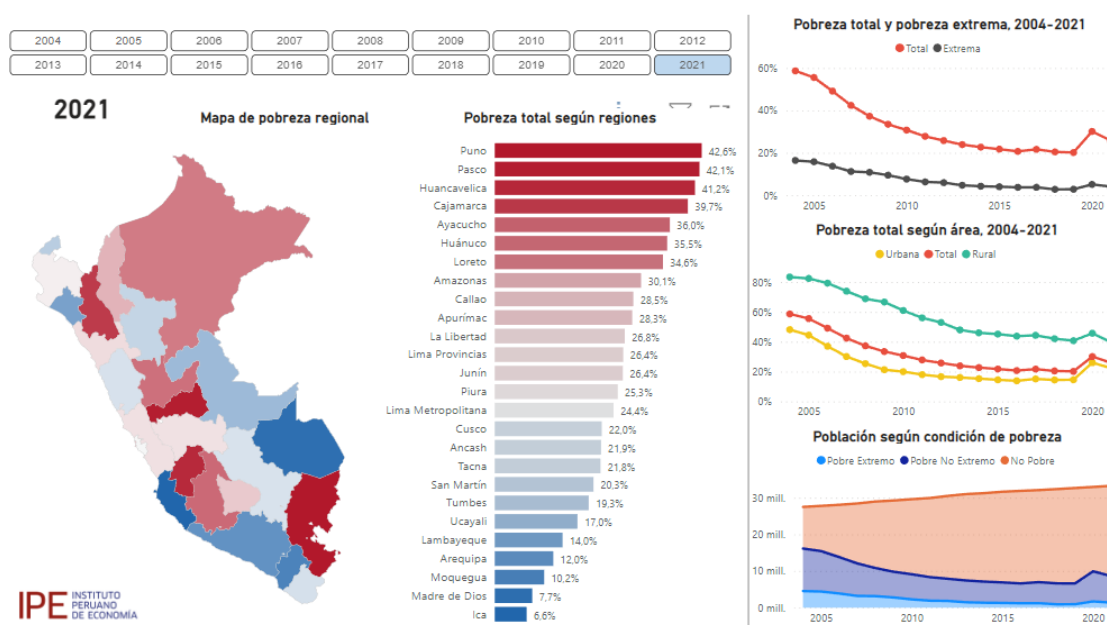 2004 2005 2006 2007 2008 2009 2010 2011 2012
2013 2014 2015 2016 2017 2018 2019 2020 2021
2021
Mapa de pobreza regional
Pobreza total según regiones
Puno 42,6%
Pasco 42,1%
Huancavelica 41,2%
Cajamarca 39,7%
Ayacucho 36,0%
Huánuco 35,5%
Loreto 34,6%
Amazonas 30,1%
Callao 28,5%
Apurímac 28,3%
La Libertad 26,8%
Lima Provincias 26,4%
Junín 26,4%
Piura 25,3%
Lima Metropolitana 24,4%
Cusco 22,0%
Ancash 21,9%
Tacna 21,8%
San Martín 20,3%
Tumbes 19,3%
Ucayali 17,0%
Lambayeque 14,0%
Arequipa 12,0%
Moquegua 10,2%
Madre de Dios 7,7%
Ica 6,6%
IPE INSTITUTO
PERUANO
DE ECONOMÍA
Pobreza total y pobreza extrema, 2004-2021
Total Extrema
60%
40%
20%
0%
2005 2010 2015 2020
Pobreza total según área, 2004-2021
Urbana Total Rural
80%
60%
40%
20%
0%
2005 2010 2015 2020
Población según condición de pobreza
Pobre Extremo Pobre No Extremo No Pobre
30 mill.
20 mill.
10 mill.
0 mill.
2005 2010 2015 2020